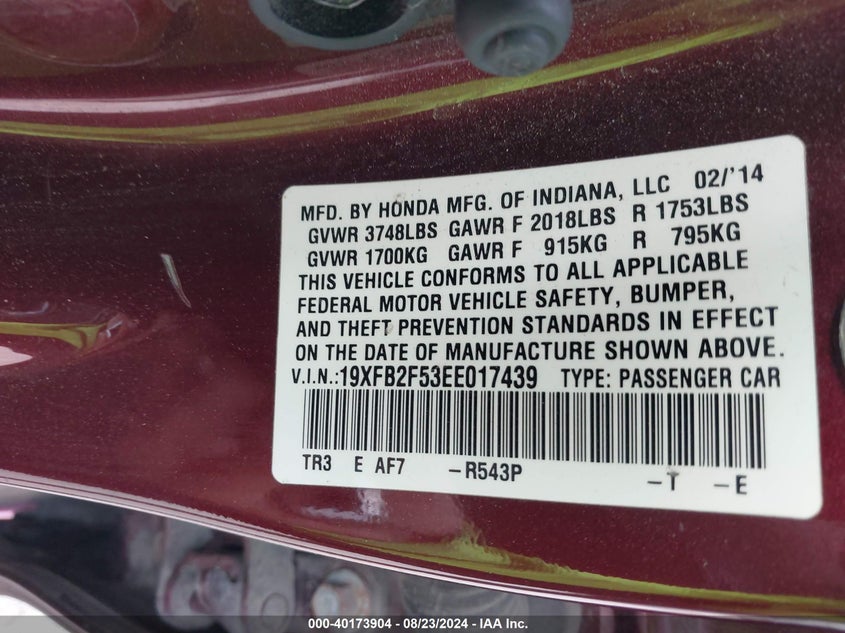 MFD. BY HONDA MFG. OF INDIANA, LLC 02/'14
GVWR 3748LBS GAWR F 2018LBS R 1753LBS
GVWR 1700KG GAWR F 915KG R 795KG
THIS VEHICLE CONFORMS TO ALL APPLICABLE
FEDERAL MOTOR VEHICLE SAFETY, BUMPER,
AND THEFT PREVENTION STANDARDS IN EFFECT
ON THE DATE OF MANUFACTURE SHOWN ABOVE.
V.I.N.:19XFB2F53EE017439 TYPE: PASSENGER CAR
TR3 E AF7 –R543P –T –E
000-40173904 / 08/23/2024 - IAA Inc.